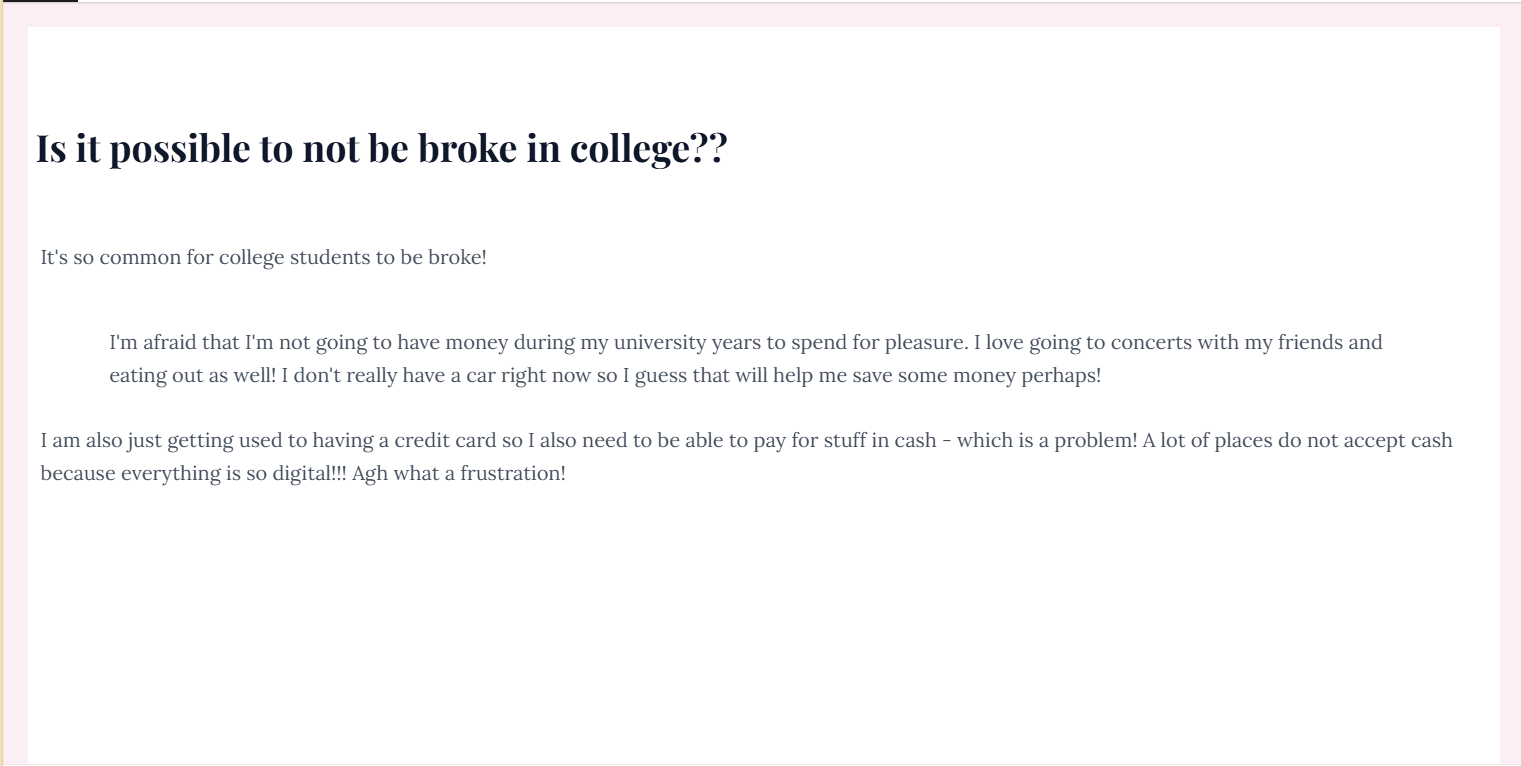 Is it possible to not be broke in college??
It's so common for college students to be broke!
I'm afraid that I'm not going to have money during my university years to spend for pleasure. I love going to concerts with my friends and
eating out as well! I don't really have a car right now so I guess that will help me save some money perhaps!
I am also just getting used to having a credit card so I also need to be able to pay for stuff in cash - which is a problem! A lot of places do not accept cash
because everything is so digital!!! Agh what a frustration!